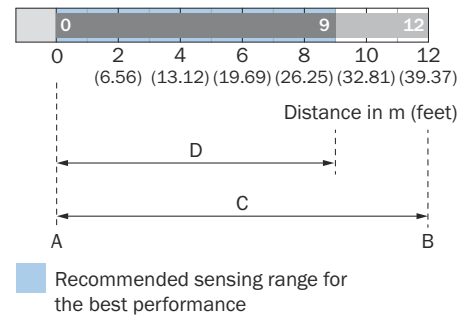 0 9 12
0 2 4 6 8 10 12
(6.56) (13.12) (19.69) (26.25) (32.81) (39.37)
Distance in m (feet)
D
C
A B
Recommended sensing range for
the best performance